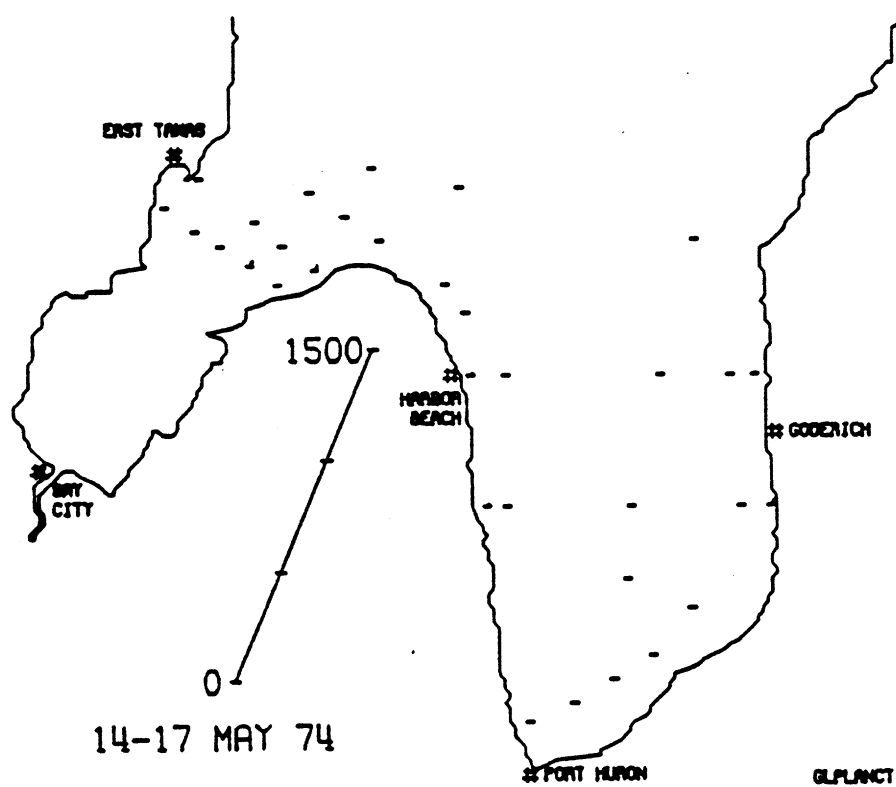 EAST TAWAS
#
1500
#
HARBOR
BEACH
# GODERICH
#
BAY
CITY
0
14-17 MAY 74
# PORT HURON
GLPLANCT